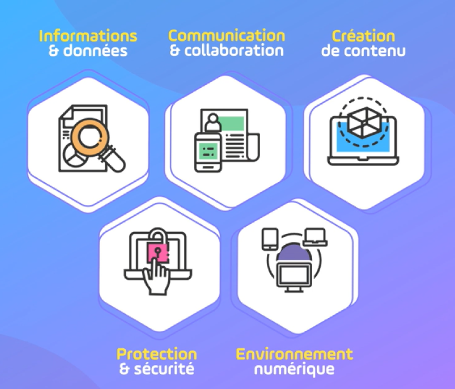 Informations
& données
Communication
& collaboration
Création
de contenu
Protection
& sécurité
Environnement
numérique